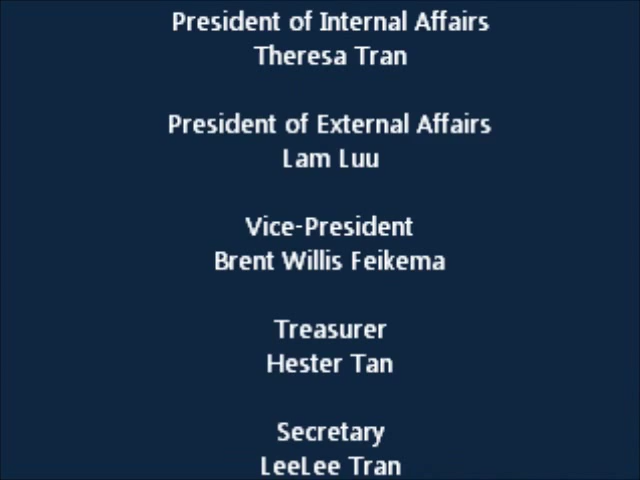 President of Internal Affairs
Theresa Tran
President of External Affairs
Lam Luu
Vice-President
Brent Willis Feikema
Treasurer
Hester Tan
Secretary
LeeLee Tran